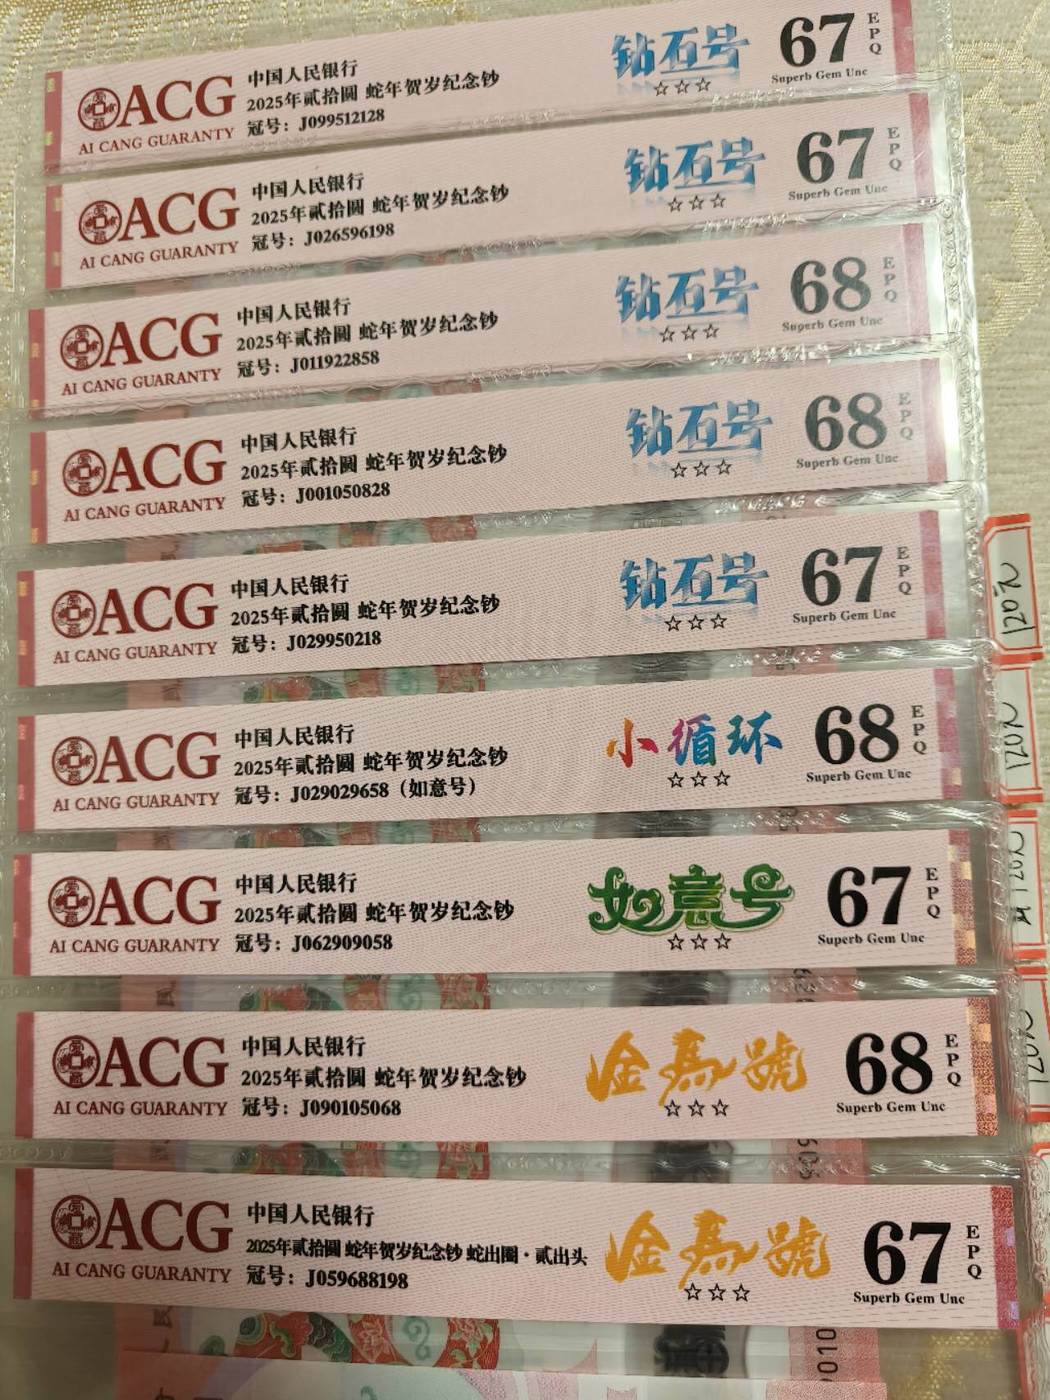 ACG
AI CANG GUARANTY
中国人民银行
2025年贰拾圆 蛇年贺岁纪念钞
冠号：J099512128
钻石号
☆☆☆
67
EPQ
Superb Gem Unc
ACG
AI CANG GUARANTY
中国人民银行
2025年贰拾圆 蛇年贺岁纪念钞
冠号：J026596198
钻石号
☆☆☆
67
EPQ
Superb Gem Unc
ACG
AI CANG GUARANTY
中国人民银行
2025年贰拾圆 蛇年贺岁纪念钞
冠号：J011922858
钻石号
☆☆☆
68
EPQ
Superb Gem Unc
ACG
AI CANG GUARANTY
中国人民银行
2025年贰拾圆 蛇年贺岁纪念钞
冠号：J001050828
钻石号
☆☆☆
68
EPQ
Superb Gem Unc
ACG
AI CANG GUARANTY
中国人民银行
2025年贰拾圆 蛇年贺岁纪念钞
冠号：J029950218
钻石号
☆☆☆
67
EPQ
Superb Gem Unc
120元
ACG
AI CANG GUARANTY
中国人民银行
2025年贰拾圆 蛇年贺岁纪念钞
冠号：J029029658（如意号）
小循环
☆☆☆
68
EPQ
Superb Gem Unc
120元
ACG
AI CANG GUARANTY
中国人民银行
2025年贰拾圆 蛇年贺岁纪念钞
冠号：J062909058
如意号
☆☆☆
67
EPQ
Superb Gem Unc
ACG
AI CANG GUARANTY
中国人民银行
2025年贰拾圆 蛇年贺岁纪念钞
冠号：J090105068
金马號
☆☆☆
68
EPQ
Superb Gem Unc
120元
ACG
AI CANG GUARANTY
中国人民银行
2025年贰拾圆 蛇年贺岁纪念钞 蛇出圈·贰出头
冠号：J059688198
金马號
☆☆☆
67
EPQ
Superb Gem Unc